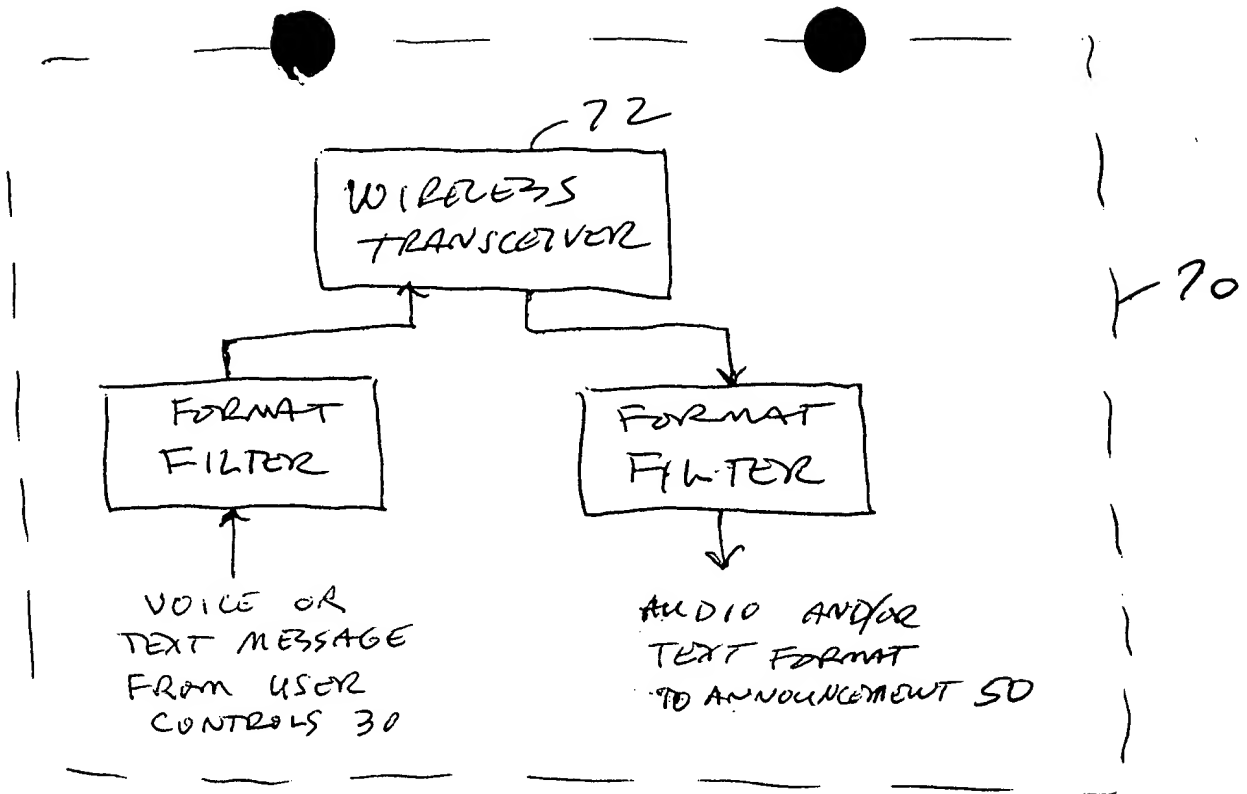 72
WIRELESS
TRANSCEIVER
70
FORMAT
FILTER
FORMAT
FILTER
VOICE OR
TEXT MESSAGE
FROM USER
CONTROLS 30
AUDIO AND/OR
TEXT FORMAT
TO ANNOUNCEMENT 50